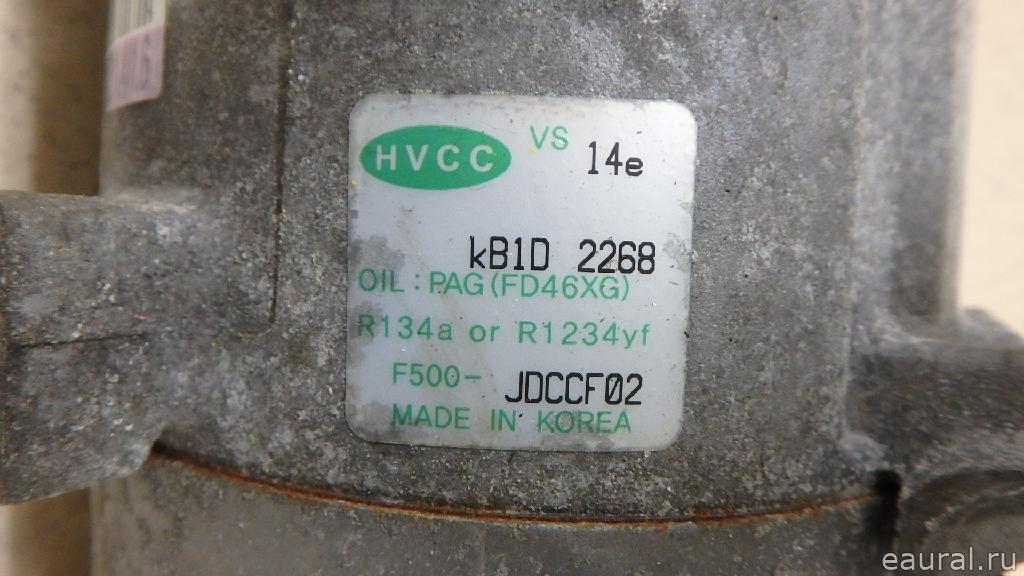 HVCC VS 14e
kB1D 2268
OIL : PAG (FD46XG)
R134a or R1234yf
F500- JDCCF02
MADE IN KOREA
eaural.ru